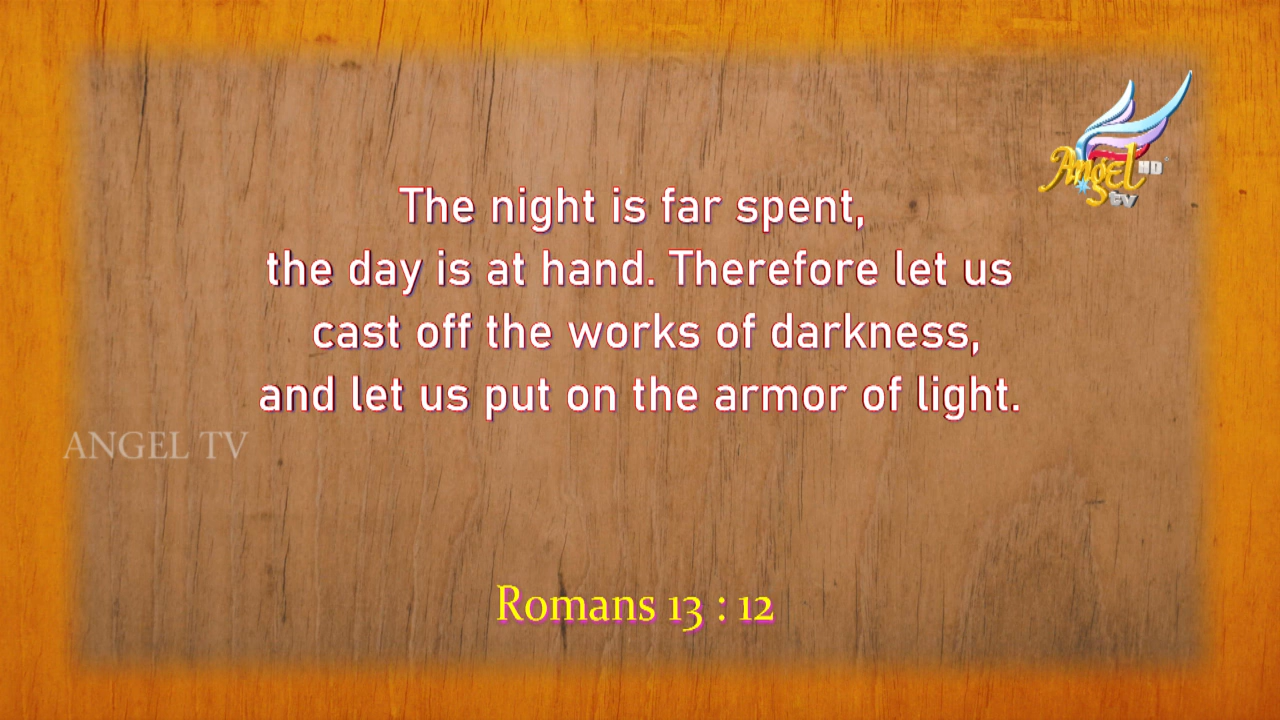 Angel HD
tv
The night is far spent,
the day is at hand. Therefore let us
cast off the works of darkness,
and let us put on the armor of light.
ANGEL TV
Romans 13 : 12